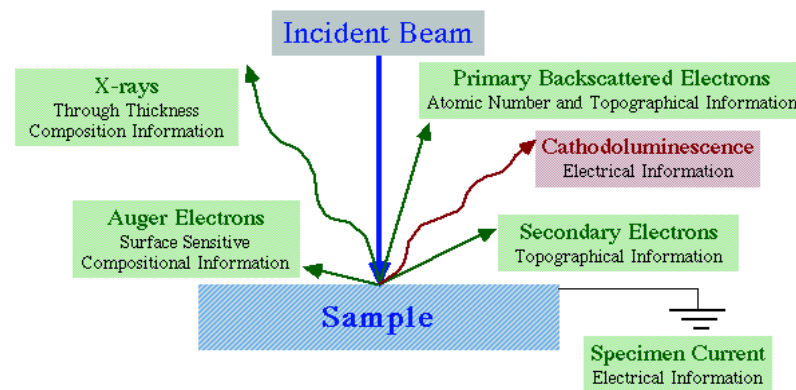 Incident Beam
X-rays
Through Thickness
Composition Information
Primary Backscattered Electrons
Atomic Number and Topographical Information
Cathodoluminescence
Electrical Information
Auger Electrons
Surface Sensitive
Compositional Information
Secondary Electrons
Topographical Information
Sample
Specimen Current
Electrical Information